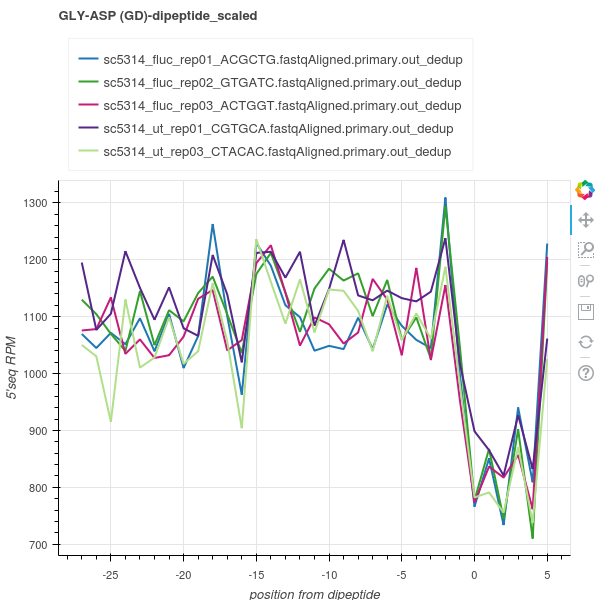 GLY-ASP (GD)-dipeptide_scaled
sc5314_fluc_rep01_ACGCTG.fastqAligned.primary.out_dedup
sc5314_fluc_rep02_GTGATC.fastqAligned.primary.out_dedup
sc5314_fluc_rep03_ACTGGT.fastqAligned.primary.out_dedup
sc5314_ut_rep01_CGTGCA.fastqAligned.primary.out_dedup
sc5314_ut_rep03_CTACAC.fastqAligned.primary.out_dedup
1300
1200
1100
1000
900
800
700
5'seq RPM
-25 -20 -15 -10 -5 0 5
position from dipeptide